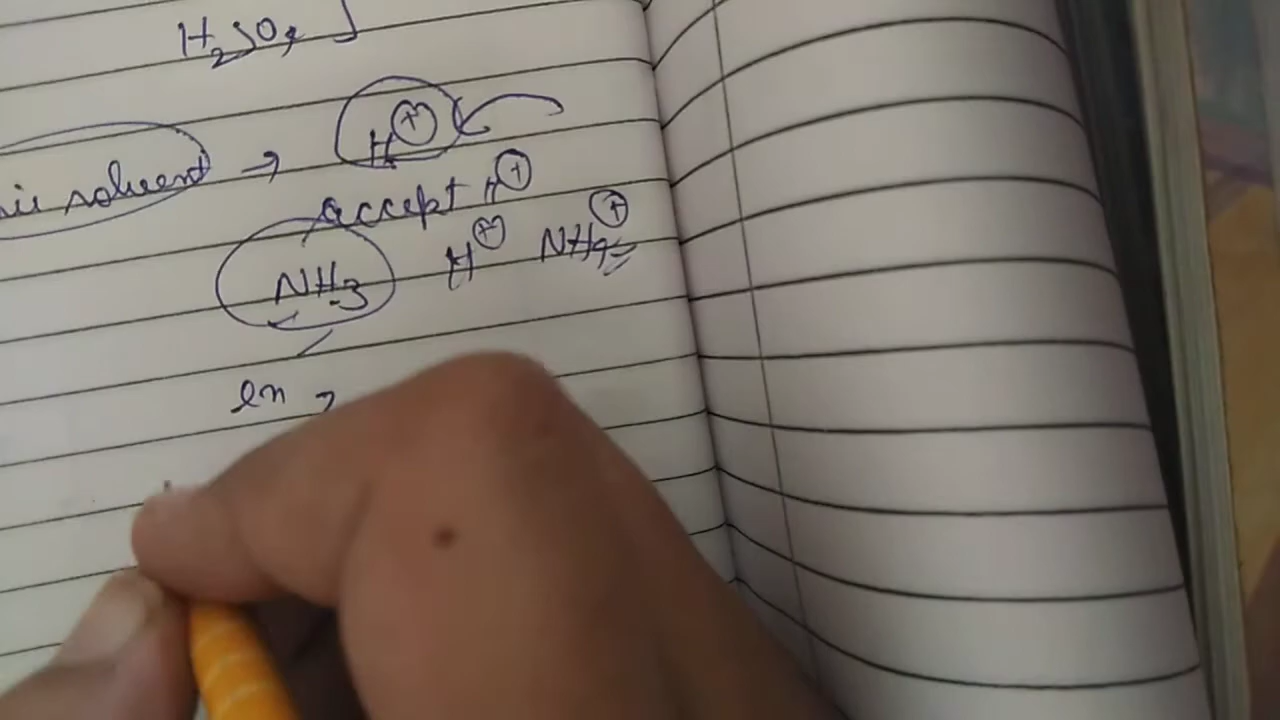 H₂SO₄ ]
solvent → H⊕
accept H⊕
NH₃ H⊕ NH₄⊕
en